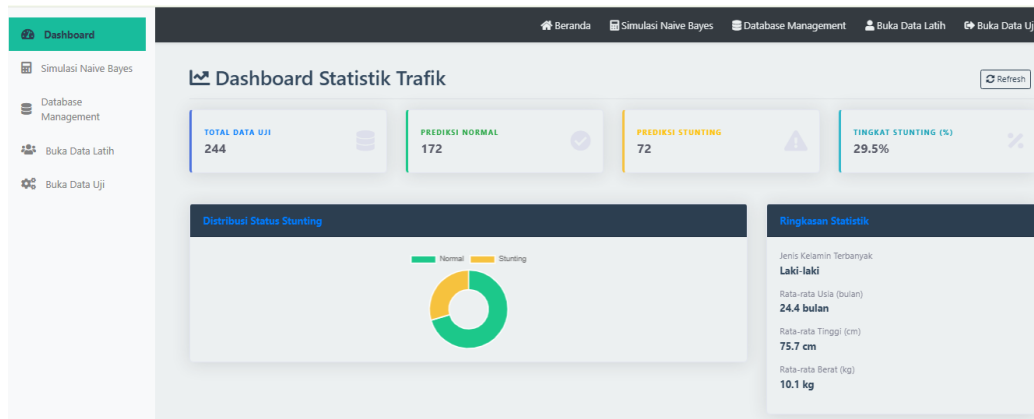 Beranda Simulasi Naive Bayes Database Management Buka Data Latih Buka Data Uji
Dashboard
Simulasi Naive Bayes
Database
Management
Buka Data Latih
Buka Data Uji
Dashboard Statistik Trafik
Refresh
TOTAL DATA UJI
244
PREDIKSI NORMAL
172
PREDIKSI STUNTING
72
TINGKAT STUNTING (%)
29.5%
Distribusi Status Stunting
Normal Stunting
Ringkasan Statistik
Jenis Kelamin Terbanyak
Laki-laki
Rata-rata Usia (bulan)
24.4 bulan
Rata-rata Tinggi (cm)
75.7 cm
Rata-rata Berat (kg)
10.1 kg